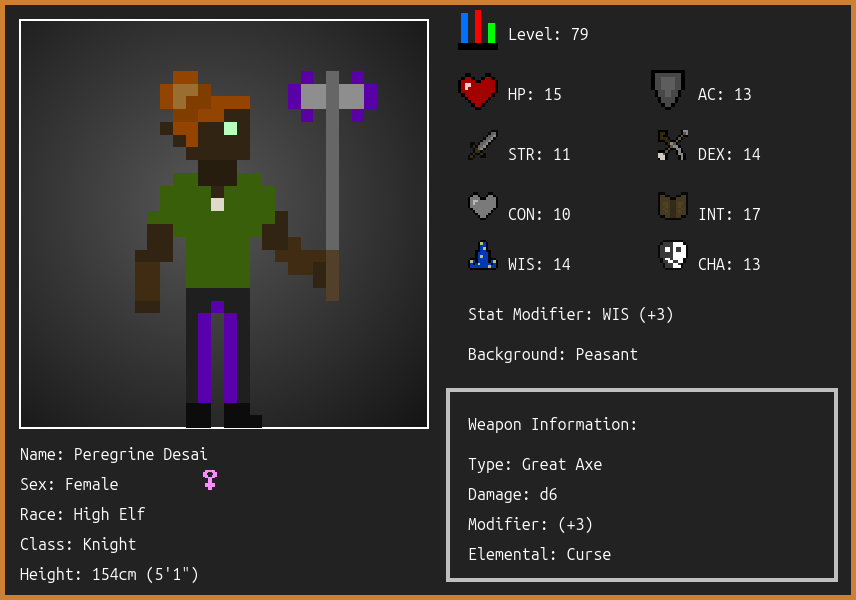 Level: 79
HP: 15
AC: 13
STR: 11
DEX: 14
CON: 10
INT: 17
WIS: 14
CHA: 13
Stat Modifier: WIS (+3)
Background: Peasant
Weapon Information:
Type: Great Axe
Damage: d6
Modifier: (+3)
Elemental: Curse
Name: Peregrine Desai
Sex: Female
Race: High Elf
Class: Knight
Height: 154cm (5'1")